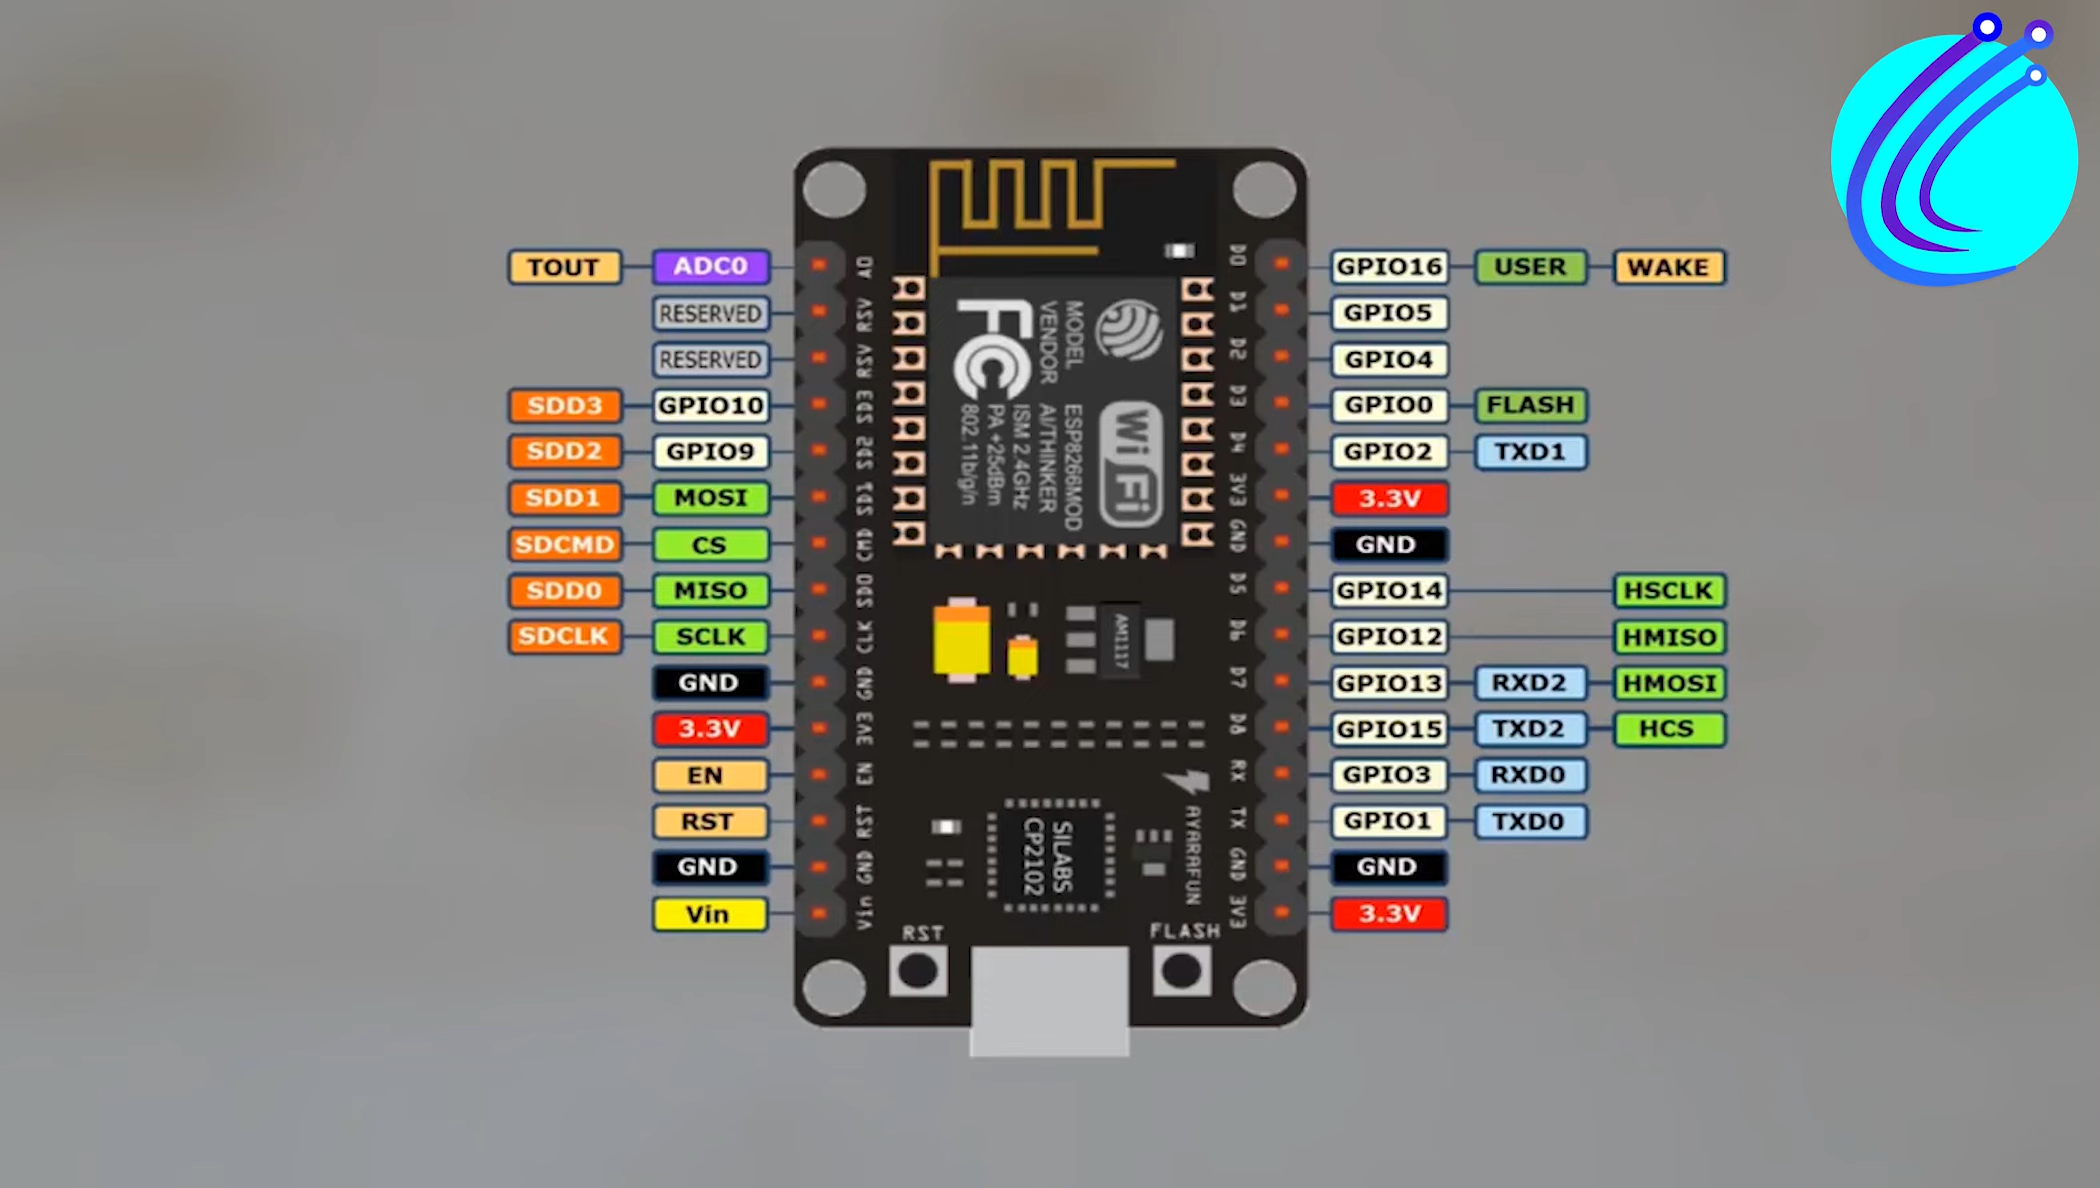 TOUT ADC0 A0 D0 GPIO16 USER WAKE
RESERVED RSV D1 GPIO5
RESERVED RSV D2 GPIO4
SDD3 GPIO10 SD3 D3 GPIO0 FLASH
SDD2 GPIO9 SD2 D4 GPIO2 TXD1
SDD1 MOSI SD1 3V3 3.3V
SDCMD CS CMD GND GND
SDD0 MISO SD0 D5 GPIO14 HSCLK
SDCLK SCLK CLK D6 GPIO12 HMISO
GND GND D7 GPIO13 RXD2 HMOSI
3.3V 3V3 D8 GPIO15 TXD2 HCS
EN EN RX GPIO3 RXD0
RST RST TX GPIO1 TXD0
GND GND GND GND
Vin Vin 3V3 3.3V
MODEL ESP8266MOD
VENDOR AI/THINKER
ISM 2.4GHz
PA +25dBm
802.11b/g/n
FC
Wi Fi
AM1117
SILABS
CP2102
AYARAFUN
RST
FLASH